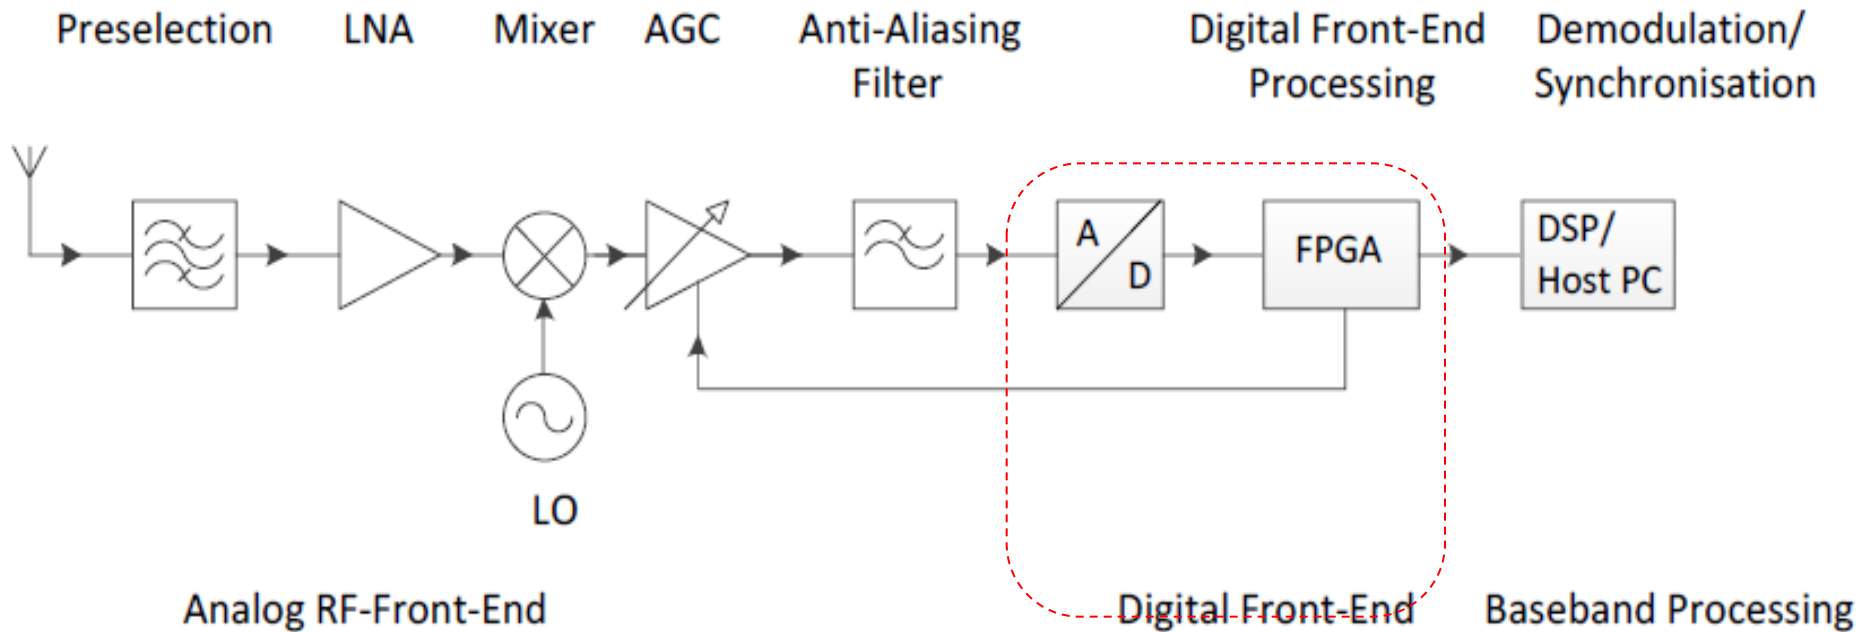 Preselection
LNA
Mixer
AGC
Anti-Aliasing
Filter
Digital Front-End
Processing
Demodulation/
Synchronisation
A
D
FPGA
DSP/
Host PC
LO
Analog RF-Front-End
Digital Front-End
Baseband Processing